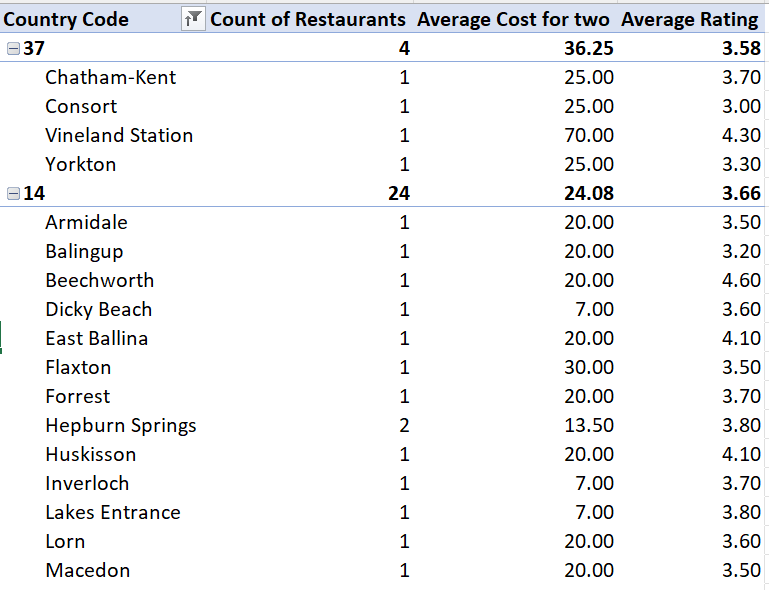 Country Code Count of Restaurants Average Cost for two Average Rating
37 4 36.25 3.58
Chatham-Kent 1 25.00 3.70
Consort 1 25.00 3.00
Vineland Station 1 70.00 4.30
Yorkton 1 25.00 3.30
14 24 24.08 3.66
Armidale 1 20.00 3.50
Balingup 1 20.00 3.20
Beechworth 1 20.00 4.60
Dicky Beach 1 7.00 3.60
East Ballina 1 20.00 4.10
Flaxton 1 30.00 3.50
Forrest 1 20.00 3.70
Hepburn Springs 2 13.50 3.80
Huskisson 1 20.00 4.10
Inverloch 1 7.00 3.70
Lakes Entrance 1 7.00 3.80
Lorn 1 20.00 3.60
Macedon 1 20.00 3.50